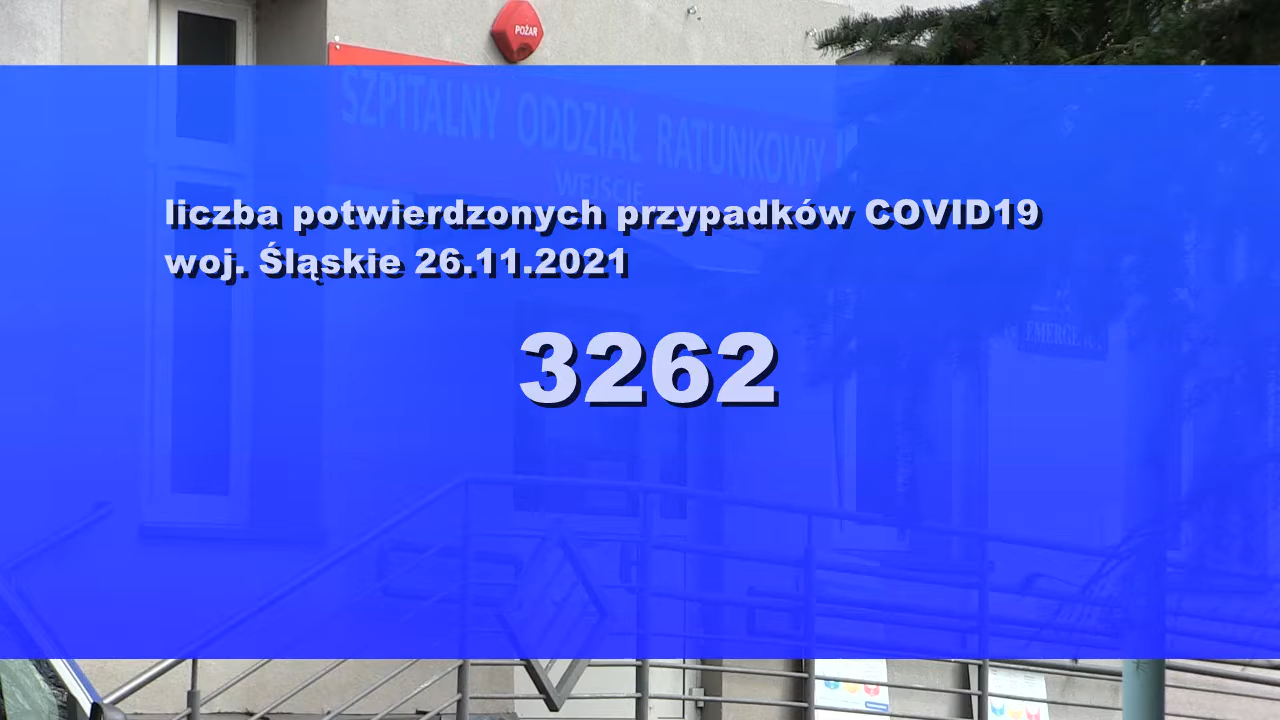 POŻAR
SZPITALNY ODDZIAŁ RATUNKOWY
WEJŚCIE
liczba potwierdzonych przypadków COVID19
woj. Śląskie 26.11.2021
3262